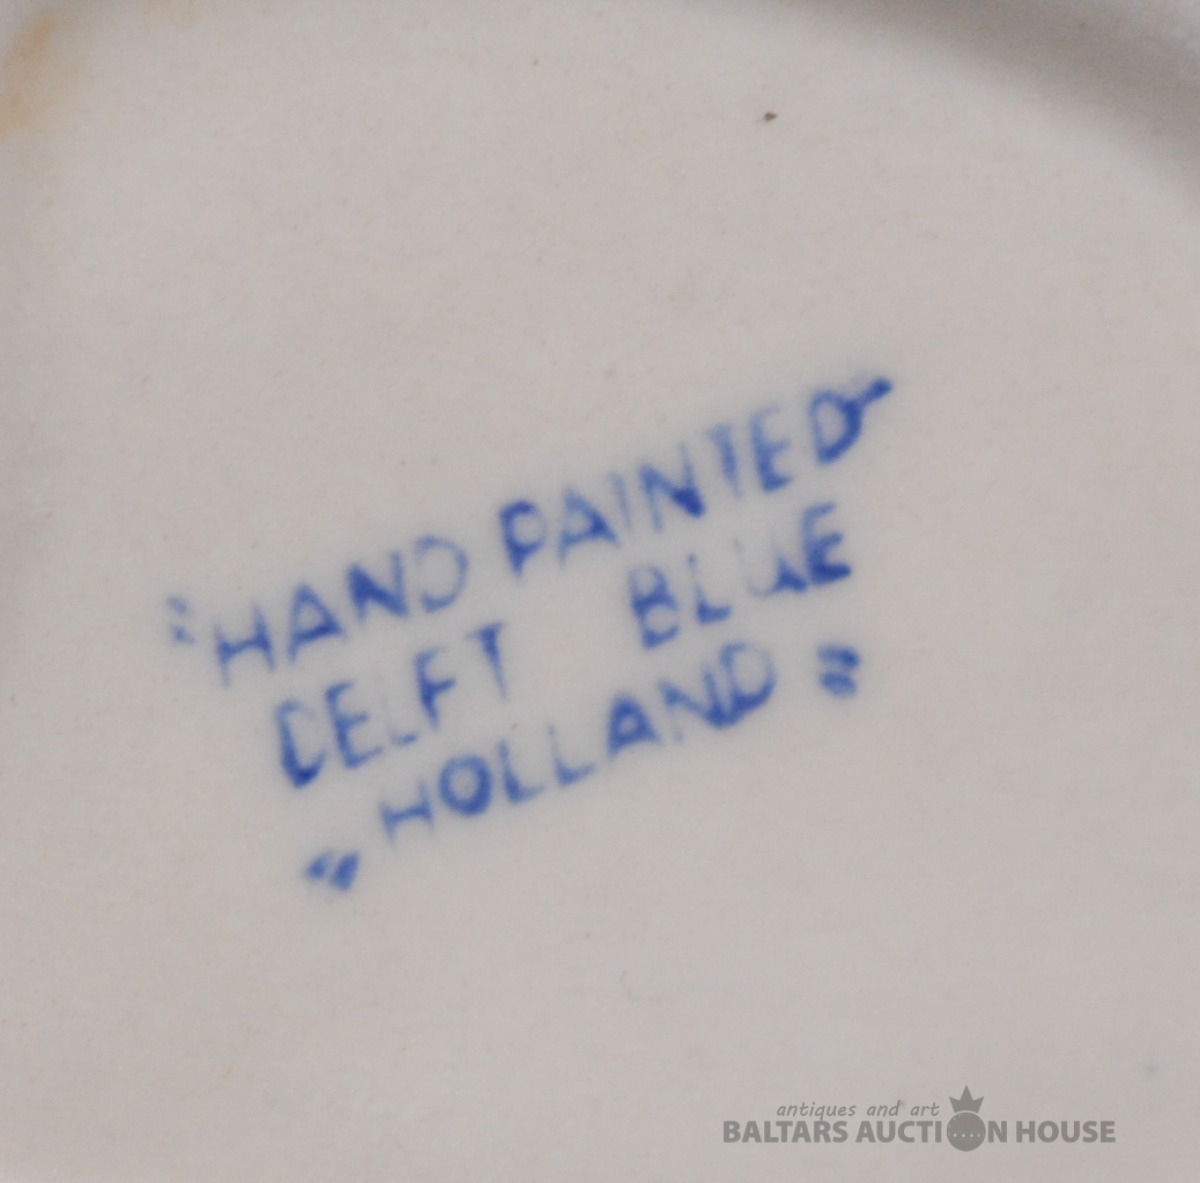 "HAND PAINTED"
DELFT BLUE
"HOLLAND"
antiques and art
BALTARS AUCTION HOUSE